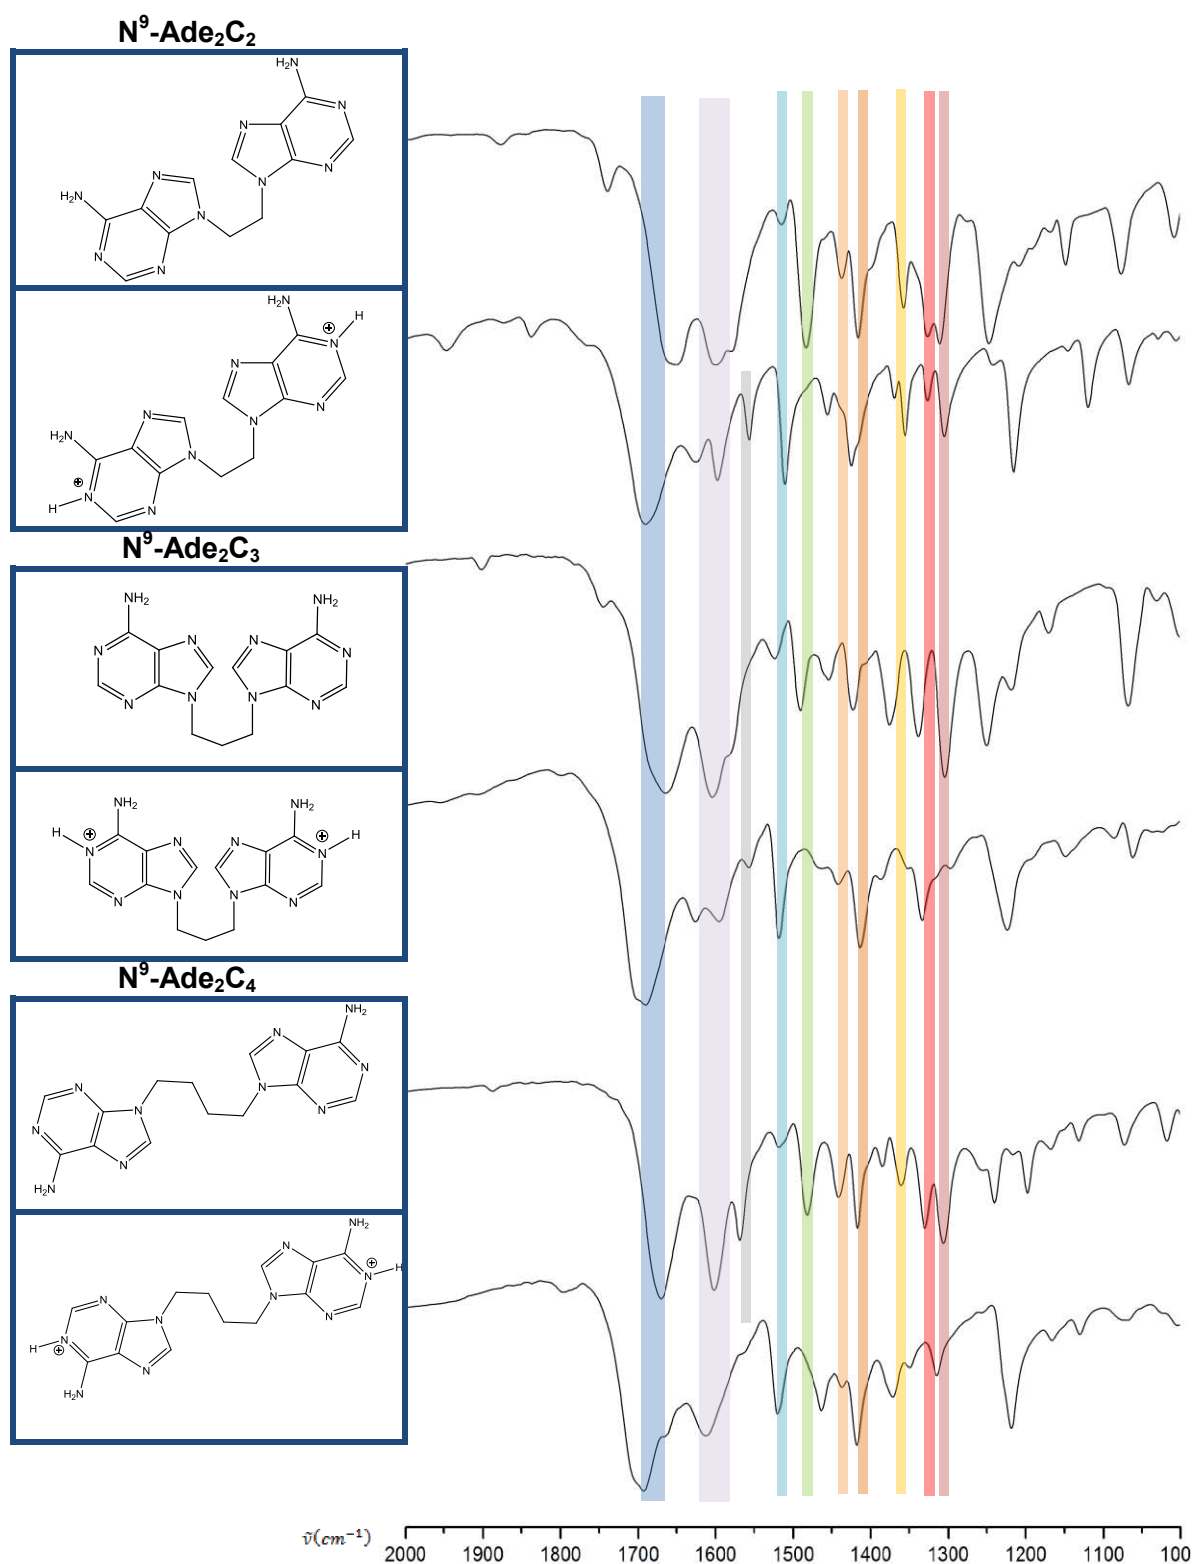 N⁹-Ade₂C₂
H₂N
N
N
N
N
N
N
N
N
N
N
H₂N
H₂N
H
⊕
N
N
N
N
N
N
N
N
⊕
N
H
N
H₂N
N⁹-Ade₂C₃
NH₂ NH₂
N N N N
N N N N
NH₂ NH₂
H ⊕ ⊕ H
N N N N
N N N N
N⁹-Ade₂C₄
NH₂
N N
N N
N N
N N
H₂N
NH₂
N ⊕
N H
N N
N N
H N ⊕
N
H₂N
ṽ(cm⁻¹)
2000 1900 1800 1700 1600 1500 1400 1300 1200 1100 1000